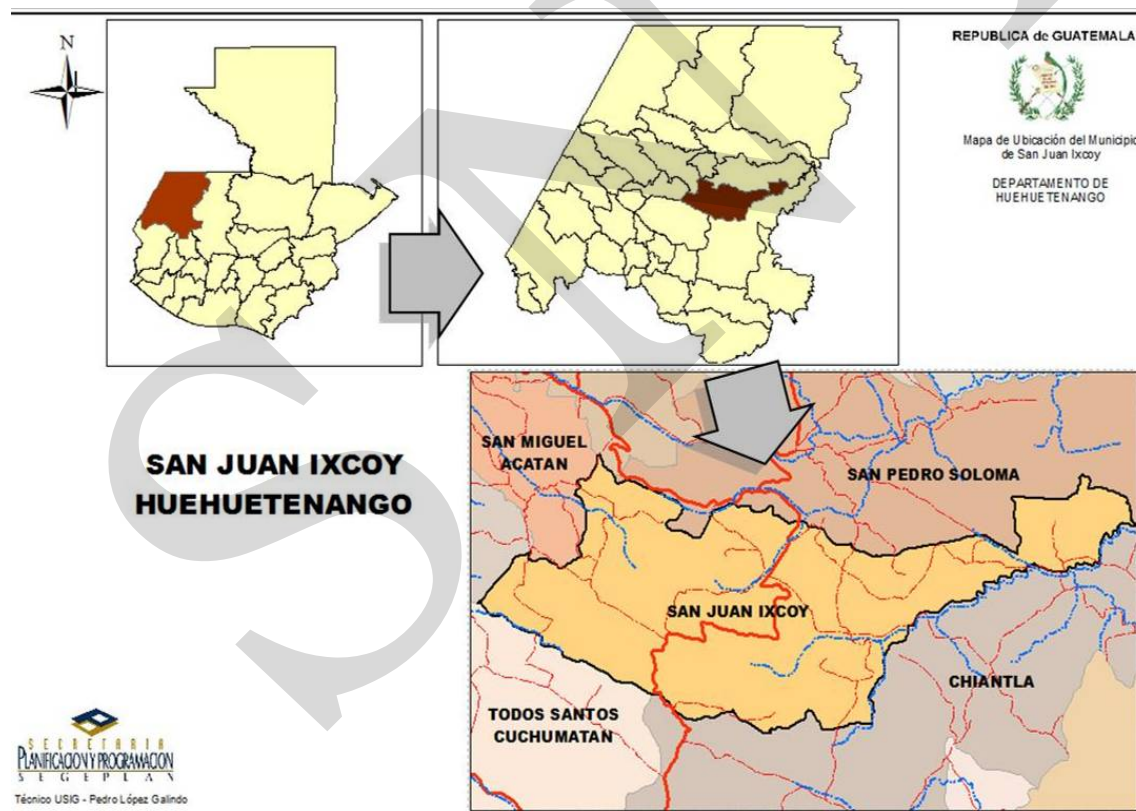 N
REPUBLICA de GUATEMALA
Mapa de Ubicación del Municipio
de San Juan Ixcoy
DEPARTAMENTO DE
HUEHUETENANGO
SAN JUAN IXCOY
HUEHUETENANGO
SAN MIGUEL
ACATAN
SAN PEDRO SOLOMA
SAN JUAN IXCOY
CHIANTLA
TODOS SANTOS
CUCHUMATAN
SECRETARIA
PLANIFICACION Y PROGRAMACION
SEGEPLAN
Técnico USIG - Pedro López Galindo